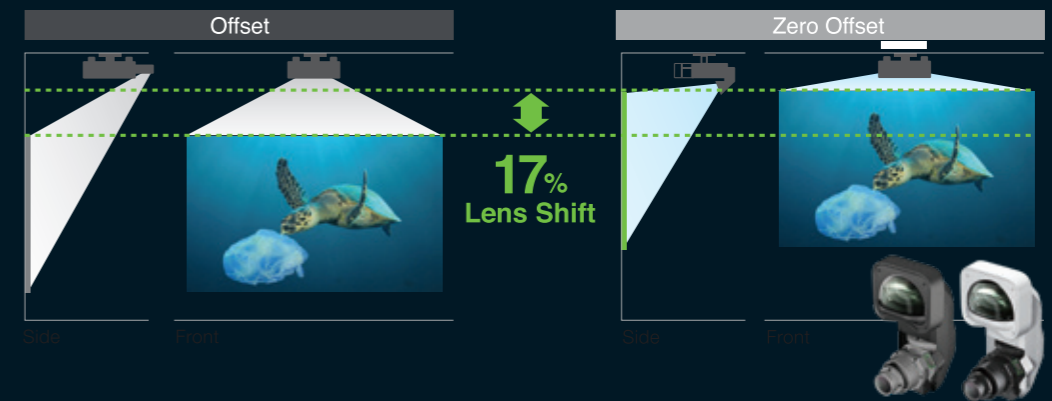 Offset
Zero Offset
17%
Lens Shift
Side
Front
Side
Front